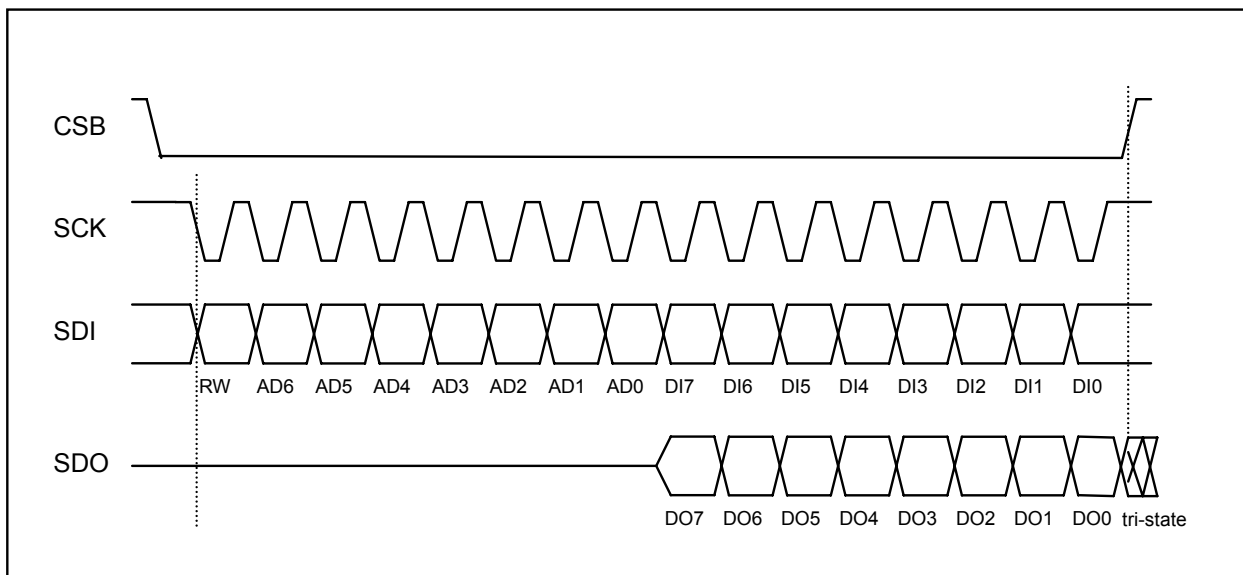 CSB
SCK
SDI
RW AD6 AD5 AD4 AD3 AD2 AD1 AD0 DI7 DI6 DI5 DI4 DI3 DI2 DI1 DI0
SDO
DO7 DO6 DO5 DO4 DO3 DO2 DO1 DO0 tri-state